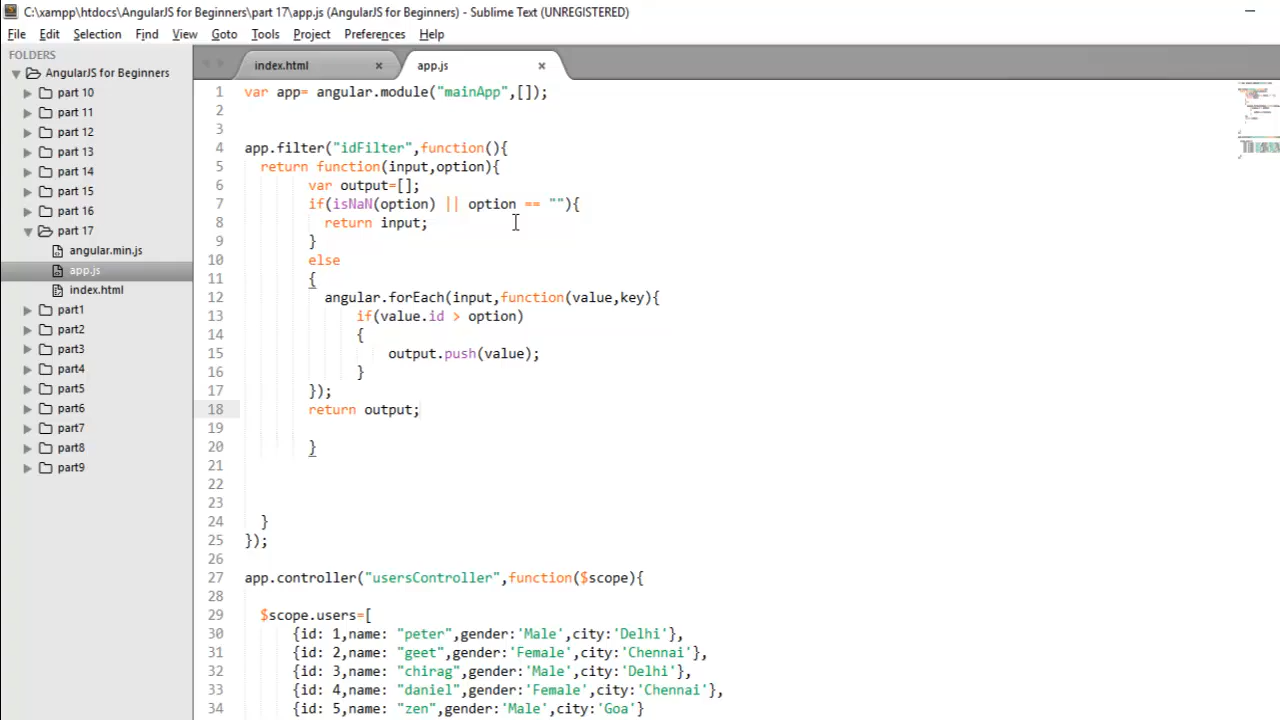 C:\xampp\htdocs\AngularJS for Beginners\part 17\app.js (AngularJS for Beginners) - Sublime Text (UNREGISTERED)
File Edit Selection Find View Goto Tools Project Preferences Help
FOLDERS
AngularJS for Beginners
part 10
part 11
part 12
part 13
part 14
part 15
part 16
part 17
angular.min.js
app.js
index.html
part1
part2
part3
part4
part5
part6
part7
part8
part9
index.html × app.js ×
1 var app= angular.module("mainApp",[]);
2
3
4 app.filter("idFilter",function(){
5 return function(input,option){
6 var output=[];
7 if(isNaN(option) || option == ""){
8 return input;
9 }
10 else
11 {
12 angular.forEach(input,function(value,key){
13 if(value.id > option)
14 {
15 output.push(value);
16 }
17 });
18 return output;
19
20 }
21
22
23
24 }
25 });
26
27 app.controller("usersController",function($scope){
28
29 $scope.users=[
30 {id: 1,name: "peter",gender:'Male',city:'Delhi'},
31 {id: 2,name: "geet",gender:'Female',city:'Chennai'},
32 {id: 3,name: "chirag",gender:'Male',city:'Delhi'},
33 {id: 4,name: "daniel",gender:'Female',city:'Chennai'},
34 {id: 5,name: "zen",gender:'Male',city:'Goa'}